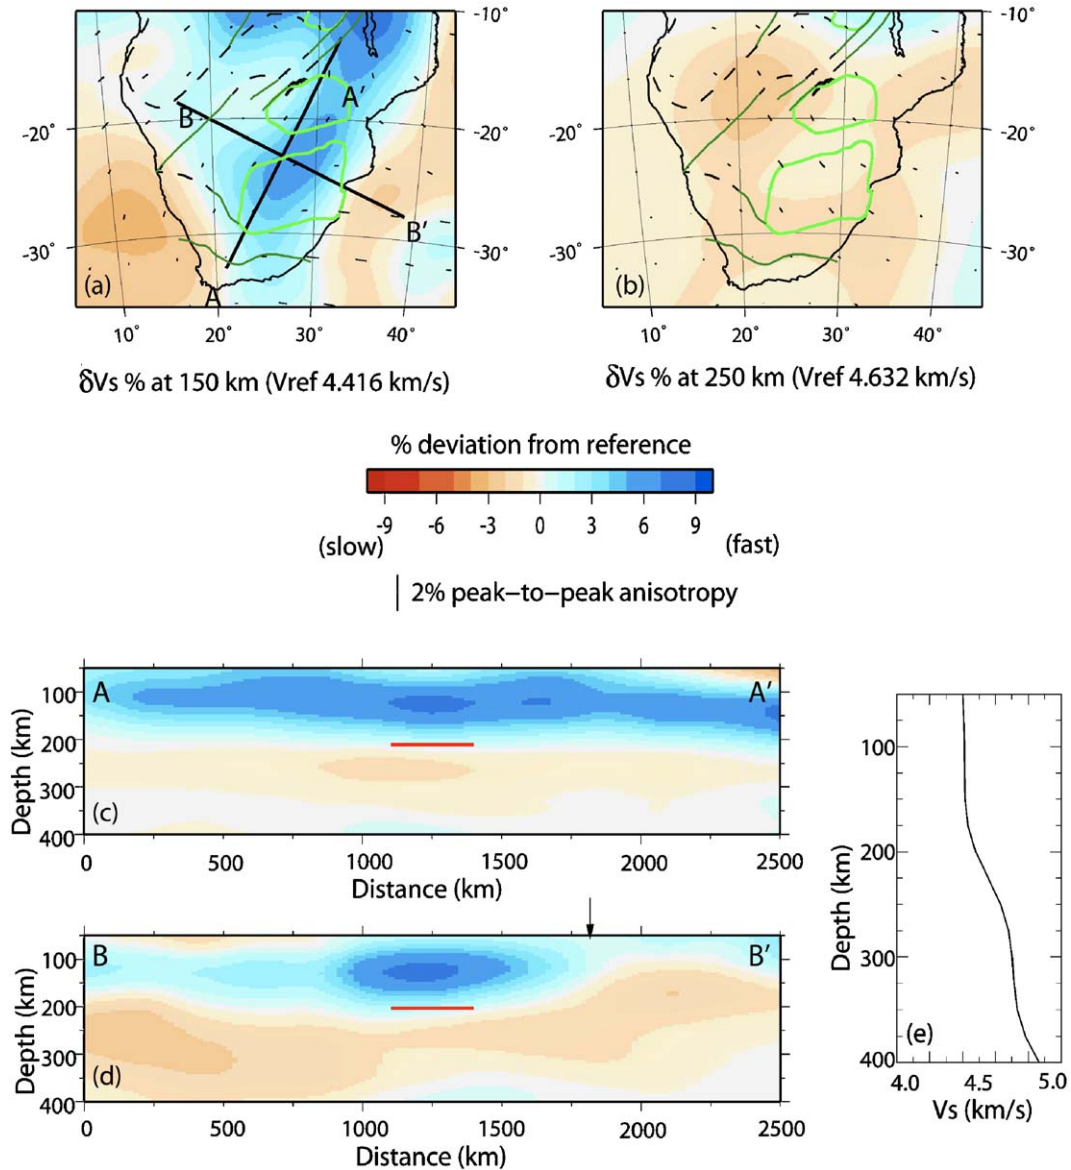 -10°
-10°
A'
B
-20°
-20°
-20°
-20°
B'
-30°
-30°
-30°
-30°
(a)
A
(b)
10°
20°
30°
40°
10°
20°
30°
40°
δVs % at 150 km (Vref 4.416 km/s)
δVs % at 250 km (Vref 4.632 km/s)
% deviation from reference
-9
-6
-3
0
3
6
9
(slow)
(fast)
2% peak-to-peak anisotropy
A
A'
100
200
300
400
Depth (km)
(c)
0
500
1000
1500
2000
2500
Distance (km)
B
B'
100
200
300
400
Depth (km)
(d)
0
500
1000
1500
2000
2500
Distance (km)
100
200
300
400
Depth (km)
(e)
4.0
4.5
5.0
Vs (km/s)